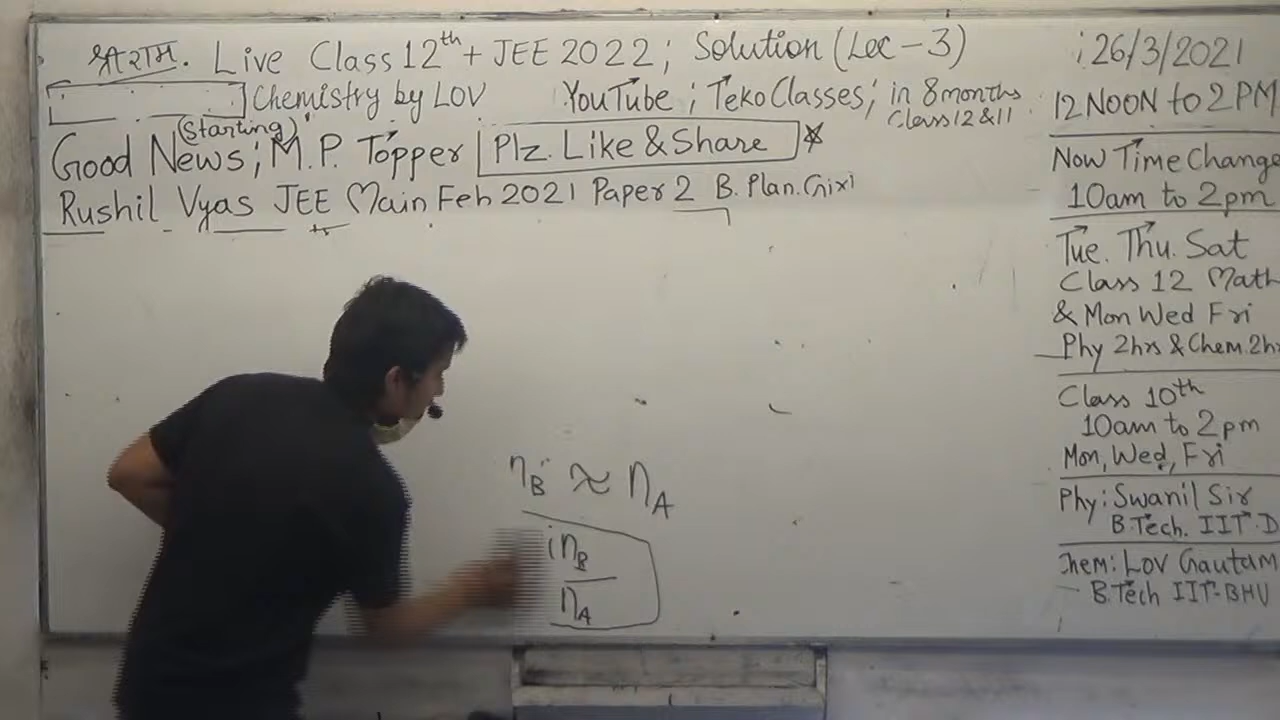 श्री राम. Live Class 12th + JEE 2022; Solution (Lec-3)
Chemistry by LOV YouTube; TekoClasses; in 8 months
Class 12 & 11
(Starting)
Good News; M.P. Topper Plz. Like & Share
Rushil Vyas JEE Main Feb 2021 Paper 2 B. Plan.
26/3/2021
12 NOON to 2 PM
Now Time Change
10am to 2pm
Tue. Thu. Sat
Class 12 Math
& Mon Wed Fri
Phy 2hrs & Chem. 2hr
Class 10th
10am to 2pm
Mon, Wed, Fri
Phy: Swanil Sir
B.Tech. IIT-D
Chem: Lov Gautam
B.Tech IIT-BHU
nB ≈ nA
inB
nA